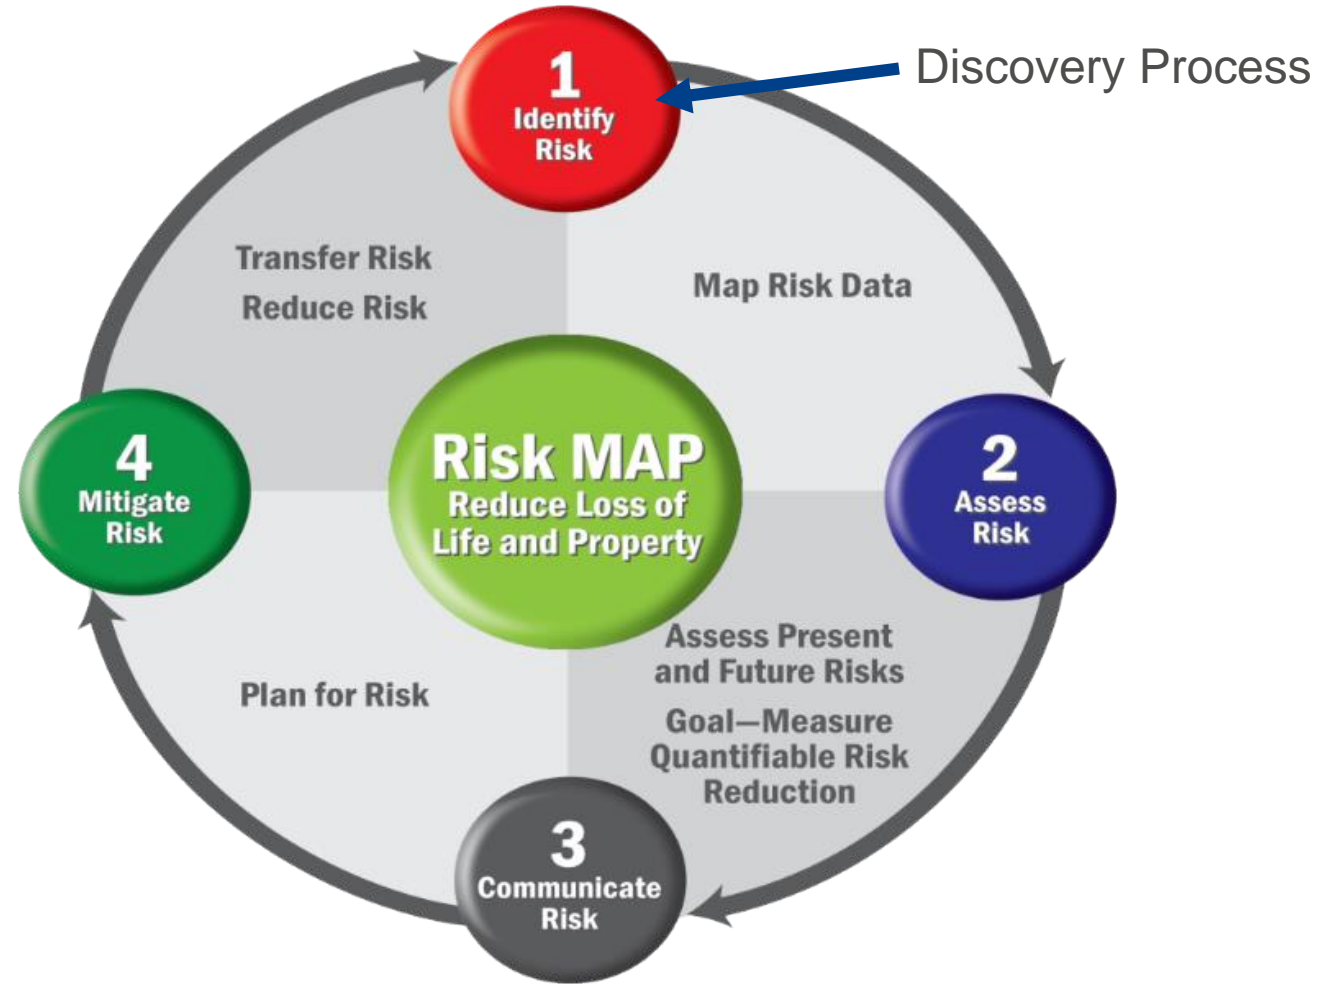 1
Identify
Risk
Discovery Process
Transfer Risk
Reduce Risk
Map Risk Data
Risk MAP
Reduce Loss of
Life and Property
4
Mitigate
Risk
2
Assess
Risk
Assess Present
and Future Risks
Goal—Measure
Quantifiable Risk
Reduction
Plan for Risk
3
Communicate
Risk